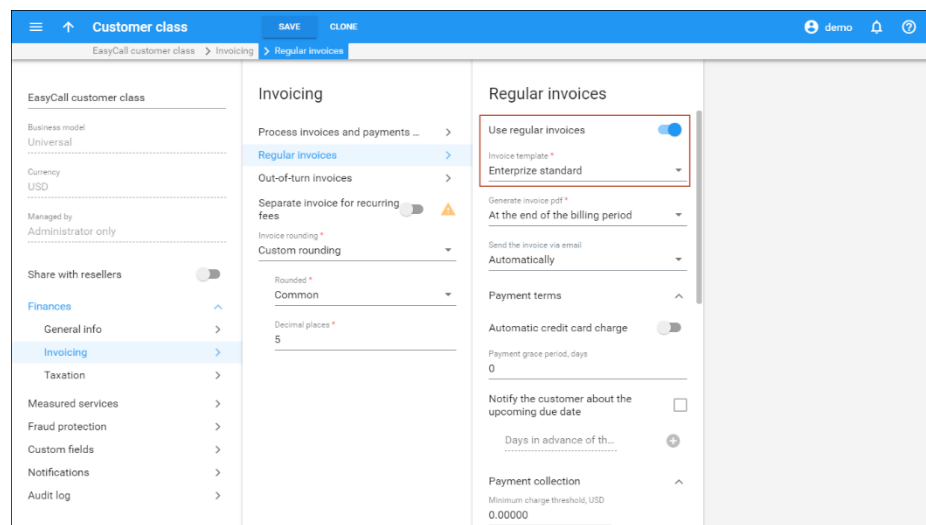 Customer class
SAVE
CLONE
demo
EasyCall customer class > Invoicing > Regular invoices
EasyCall customer class
Business model
Universal
Currency
USD
Managed by
Administrator only
Share with resellers
Finances
General info
Invoicing
Taxation
Measured services
Fraud protection
Custom fields
Notifications
Audit log
Invoicing
Process invoices and payments ...
Regular invoices
Out-of-turn invoices
Separate invoice for recurring
fees
Invoice rounding *
Custom rounding
Rounded *
Common
Decimal places *
5
Regular invoices
Use regular invoices
Invoice template *
Enterprize standard
Generate invoice pdf *
At the end of the billing period
Send the invoice via email
Automatically
Payment terms
Automatic credit card charge
Payment grace period, days
0
Notify the customer about the
upcoming due date
Days in advance of th...
Payment collection
Minimum charge threshold, USD
0.00000